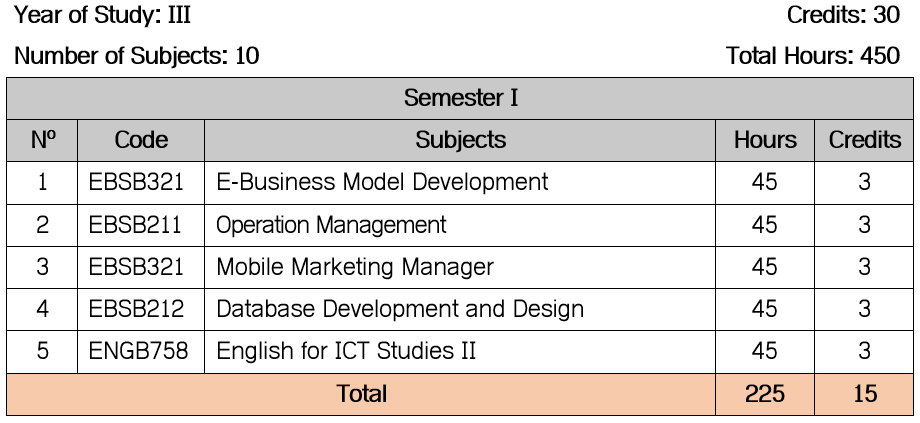 Year of Study: III Credits: 30
Number of Subjects: 10 Total Hours: 450
Semester I
Nº Code Subjects Hours Credits
1 EBSB321 E-Business Model Development 45 3
2 EBSB211 Operation Management 45 3
3 EBSB321 Mobile Marketing Manager 45 3
4 EBSB212 Database Development and Design 45 3
5 ENGB758 English for ICT Studies II 45 3
Total 225 15